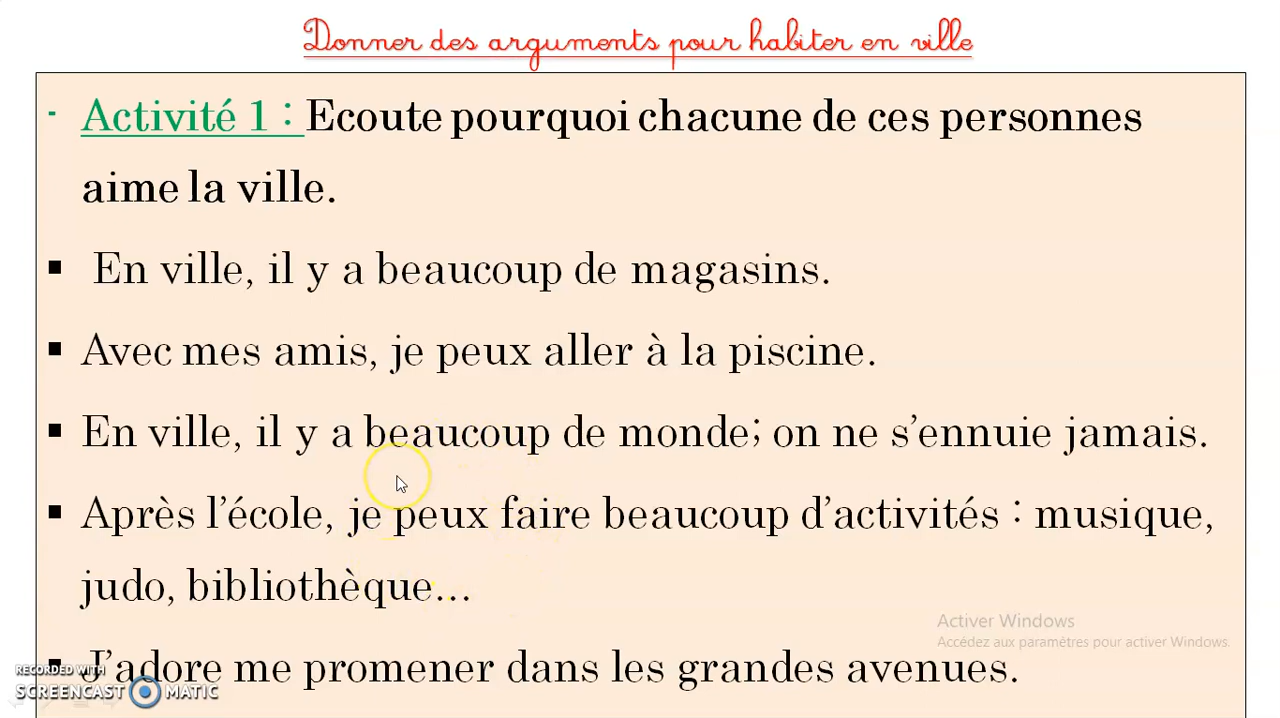 Donner des arguments pour habiter en ville
- Activité 1 : Ecoute pourquoi chacune de ces personnes
aime la ville.
▪ En ville, il y a beaucoup de magasins.
▪ Avec mes amis, je peux aller à la piscine.
▪ En ville, il y a beaucoup de monde; on ne s’ennuie jamais.
▪ Après l’école, je peux faire beaucoup d’activités : musique,
judo, bibliothèque...
Activer Windows
Accédez aux paramètres pour activer Windows.
▪ J’adore me promener dans les grandes avenues.
RECORDED WITH
SCREENCAST MATIC